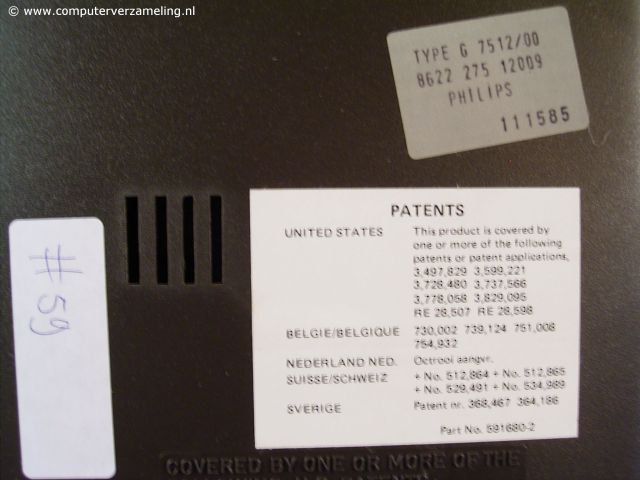 © www.computerverzameling.nl
TYPE G 7512/00
8622 275 12009
PHILIPS
111585
PATENTS
UNITED STATES This product is covered by
one or more of the following
patents or patent applications,
3,497,829 3,599,221
3,728,480 3,737,566
3,778,058 3,829,095
RE 28,507 RE 28,598
BELGIE/BELGIQUE 730,002 739,124 751,008
754,932
NEDERLAND NED. Octrooi aangvr.
SUISSE/SCHWEIZ + No. 512,864 + No. 512,865
+ No. 529,491 + No. 534,989
SVERIGE Patent nr. 368,467 364,186
Part No. 591680-2
#59
COVERED BY ONE OR MORE OF THE